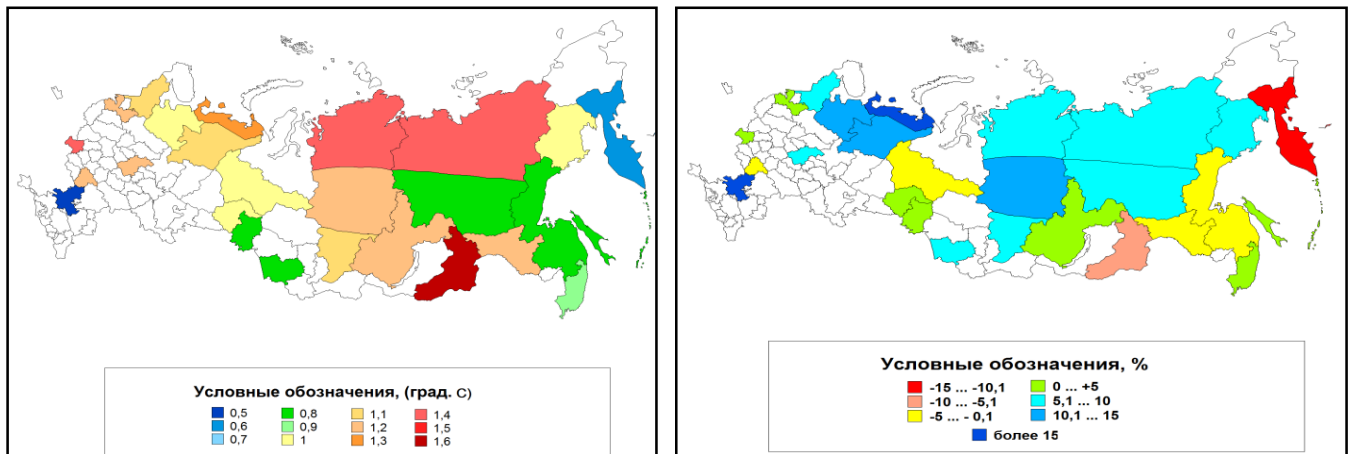 Условные обозначения, (град. С)
0,5 0,8 1,1 1,4
0,6 0,9 1,2 1,5
0,7 1 1,3 1,6
Условные обозначения, %
-15 ... -10,1 0 ... +5
-10 ... -5,1 5,1 ... 10
-5 ... - 0,1 10,1 ... 15
более 15